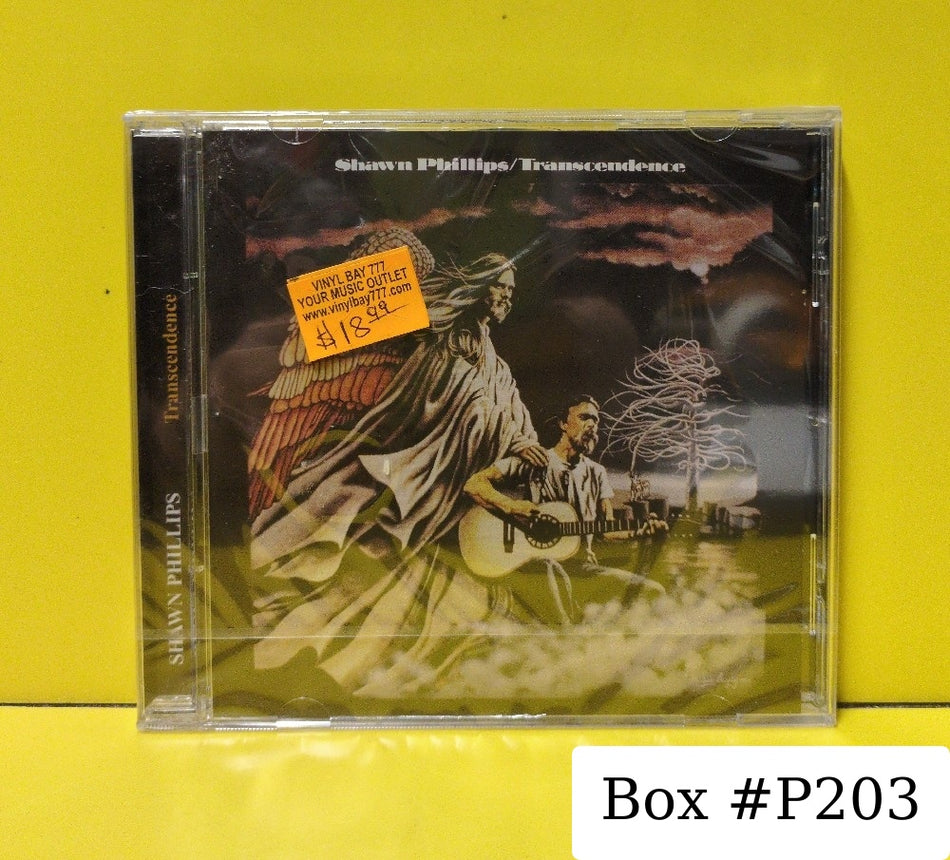 Shawn Phillips/Transcendence
VINYL BAY 777
YOUR MUSIC OUTLET
www.vinylbay777.com
$18.99
SHAWN PHILLIPS Transcendence
Box #P203